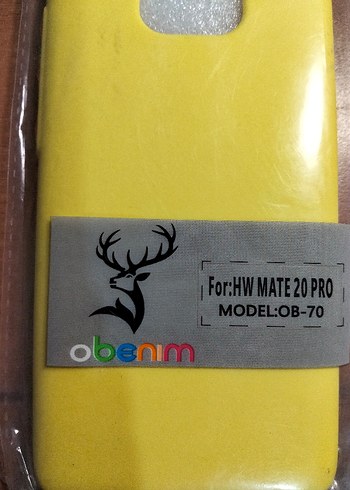 For:HW MATE 20 PRO
MODEL:OB-70
obenim